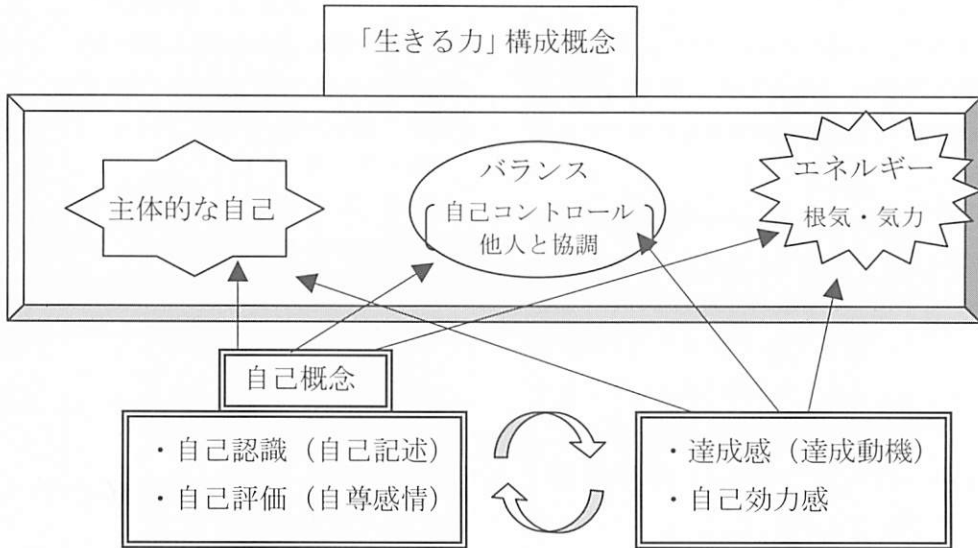 「生きる力」構成概念
主体的な自己
バランス
自己コントロール
他人と協調
エネルギー
根気・気力
自己概念
・自己認識（自己記述）
・自己評価（自尊感情）
・達成感（達成動機）
・自己効力感